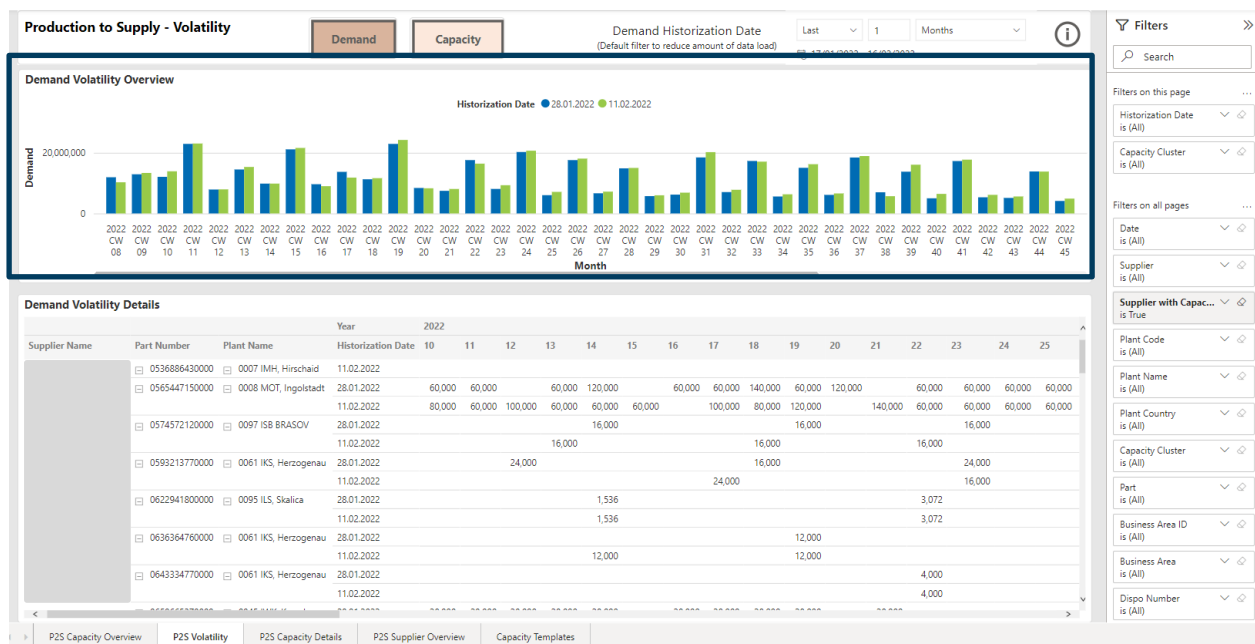 Production to Supply - Volatility
Demand
Capacity
Demand Historization Date
(Default filter to reduce amount of data load)
Last 1 Months
17/01/2022 - 16/02/2022
Filters
Search
Demand Volatility Overview
Historization Date 28.01.2022 11.02.2022
Demand
20,000,000
0
2022 2022 2022 2022 2022 2022 2022 2022 2022 2022 2022 2022 2022 2022 2022 2022 2022 2022 2022 2022 2022 2022 2022 2022 2022 2022 2022 2022 2022 2022 2022 2022 2022 2022 2022 2022 2022 2022
CW CW CW CW CW CW CW CW CW CW CW CW CW CW CW CW CW CW CW CW CW CW CW CW CW CW CW CW CW CW CW CW CW CW CW CW CW CW
08 09 10 11 12 13 14 15 16 17 18 19 20 21 22 23 24 25 26 27 28 29 30 31 32 33 34 35 36 37 38 39 40 41 42 43 44 45
Month
Demand Volatility Details
Year 2022
Supplier Name Part Number Plant Name Historization Date 10 11 12 13 14 15 16 17 18 19 20 21 22 23 24 25
0536886430000 0007 IMH, Hirschaid 11.02.2022
0565447150000 0008 MOT, Ingolstadt 28.01.2022 60,000 60,000 60,000 120,000 60,000 60,000 140,000 60,000 120,000 60,000 60,000 60,000 60,000
11.02.2022 80,000 60,000 100,000 60,000 60,000 60,000 100,000 80,000 120,000 140,000 60,000 60,000 60,000 60,000
0574572120000 0097 ISB BRASOV 28.01.2022 16,000 16,000 16,000
11.02.2022 16,000 16,000 16,000
0593213770000 0061 IKS, Herzogenau 28.01.2022 24,000 16,000 24,000
11.02.2022 24,000 16,000
0622941800000 0095 ILS, Skalica 28.01.2022 1,536 3,072
11.02.2022 1,536 3,072
0636364760000 0061 IKS, Herzogenau 28.01.2022 12,000
11.02.2022 12,000 12,000
0643334770000 0061 IKS, Herzogenau 28.01.2022 4,000
11.02.2022 4,000
Filters on this page ...
Historization Date
is (All)
Capacity Cluster
is (All)
Filters on all pages ...
Date
is (All)
Supplier
is (All)
Supplier with Capac...
is True
Plant Code
is (All)
Plant Name
is (All)
Plant Country
is (All)
Capacity Cluster
is (All)
Part
is (All)
Business Area ID
is (All)
Business Area
is (All)
Dispo Number
is (All)
P2S Capacity Overview P2S Volatility P2S Capacity Details P2S Supplier Overview Capacity Templates